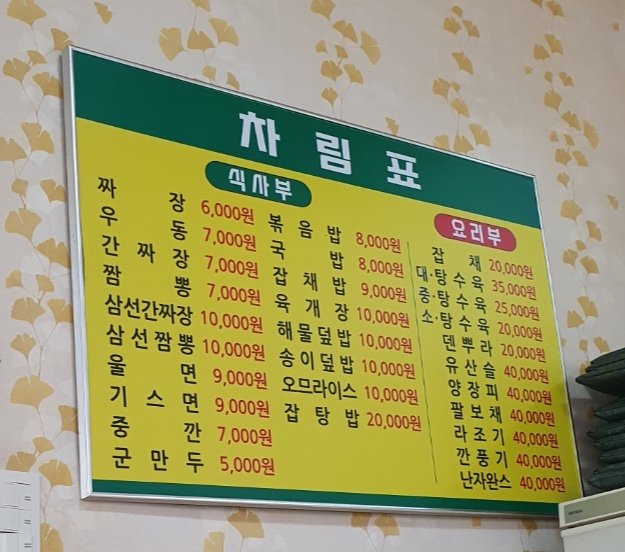 차림표
식사부
짜장 6,000원
우동 7,000원
간짜장 7,000원
짬뽕 7,000원
삼선간짜장 10,000원
삼선짬뽕 10,000원
울면 9,000원
기스면 9,000원
중깐 7,000원
군만두 5,000원
볶음밥 8,000원
국밥 8,000원
잡채밥 9,000원
육개장 10,000원
해물덮밥 10,000원
송이덮밥 10,000원
오므라이스 10,000원
잡탕밥 20,000원
요리부
잡채 20,000원
대·탕수육 35,000원
중·탕수육 25,000원
소·탕수육 20,000원
덴뿌라 20,000원
유산슬 40,000원
양장피 40,000원
팔보채 40,000원
라조기 40,000원
깐풍기 40,000원
난자완스 40,000원